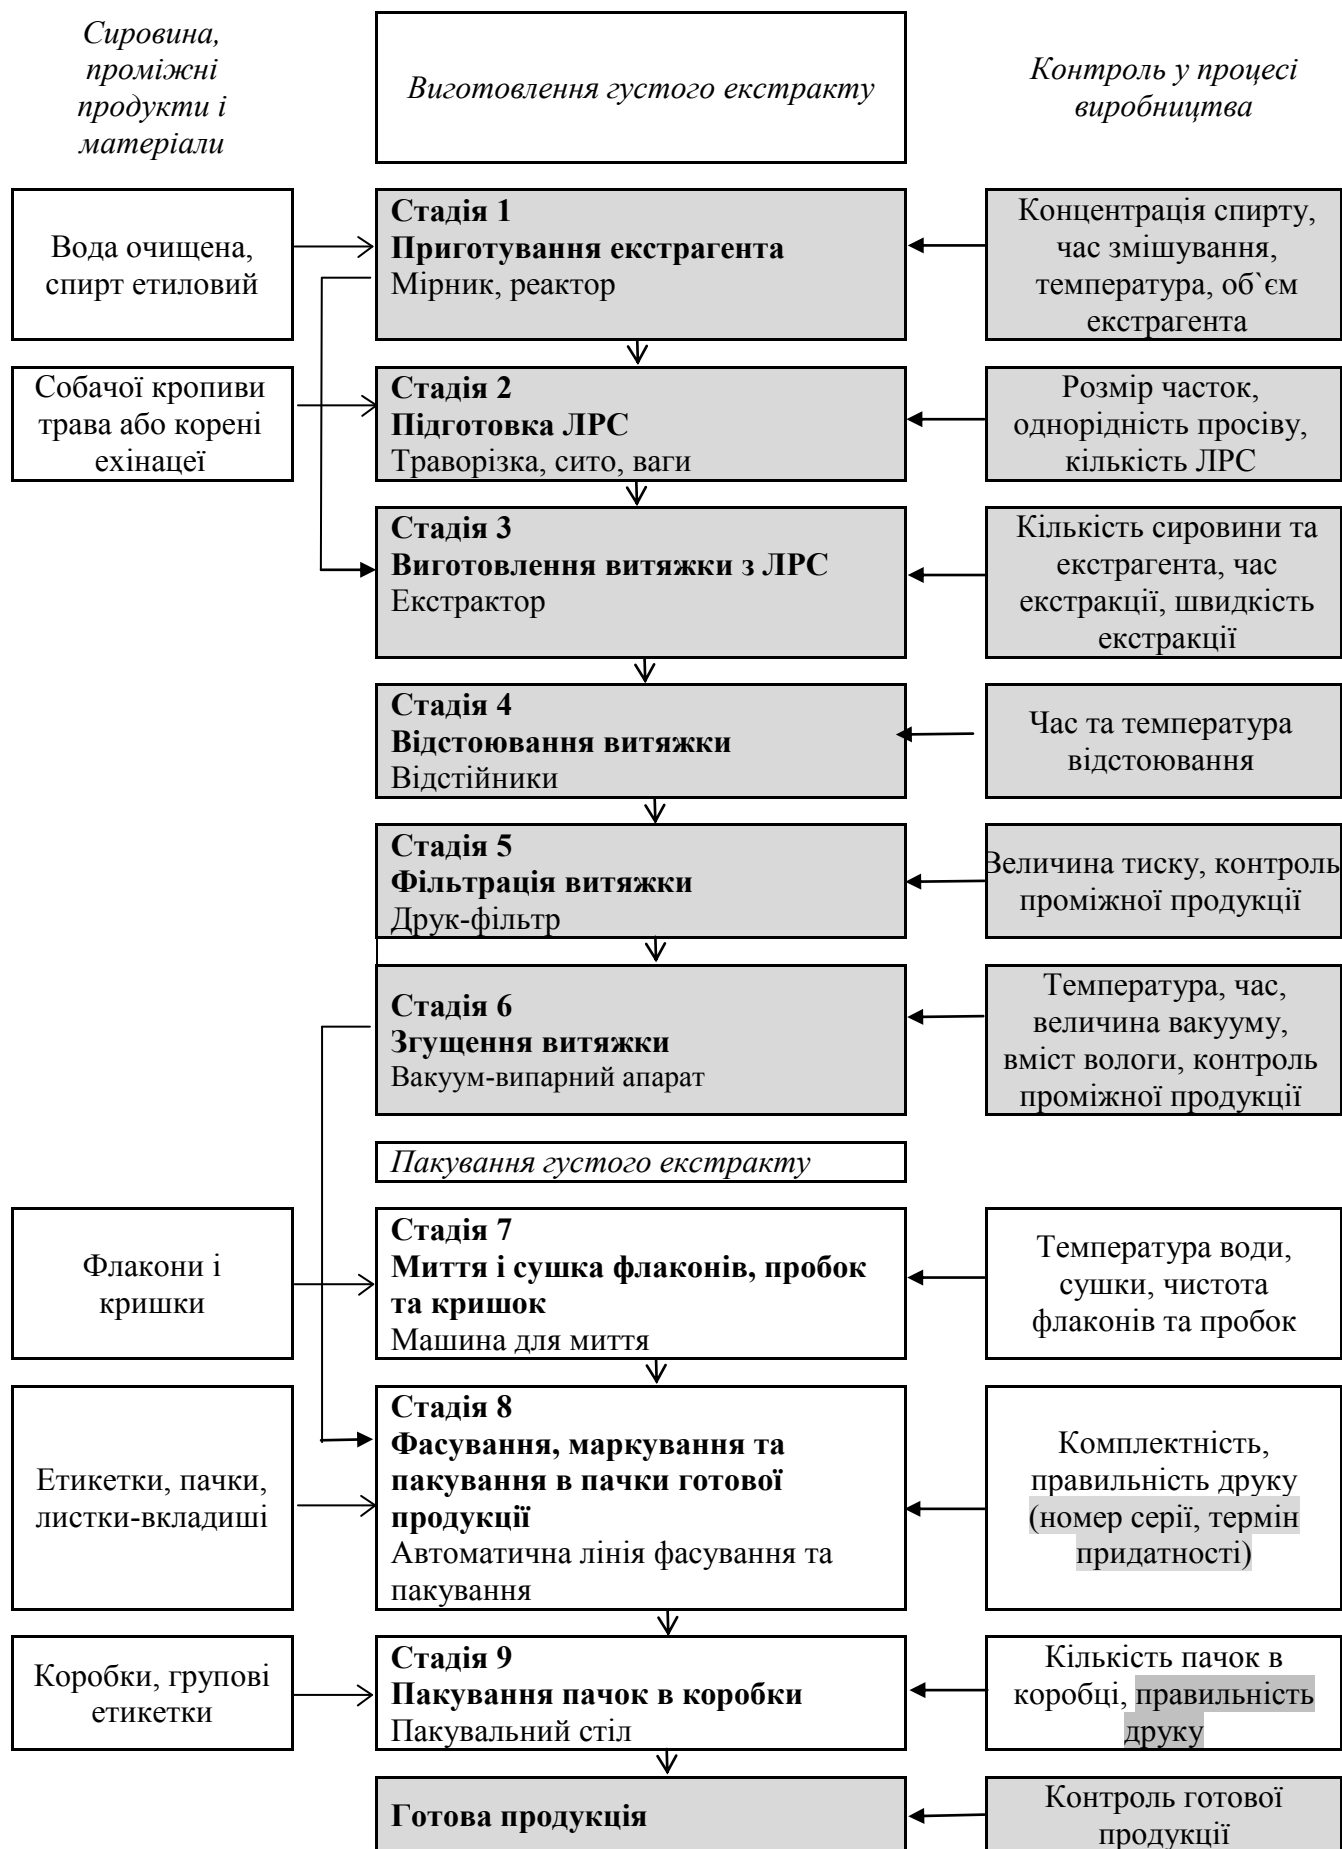 Сировина,
проміжні
продукти і
матеріали
Виготовлення густого екстракту
Контроль у процесі
виробництва
Вода очищена,
спирт етиловий
Стадія 1
Приготування екстрагента
Мірник, реактор
Концентрація спирту,
час змішування,
температура, об`єм
екстрагента
Собачої кропиви
трава або корені
ехінацеї
Стадія 2
Підготовка ЛРС
Траворізка, сито, ваги
Розмір часток,
однорідність просіву,
кількість ЛРС
Стадія 3
Виготовлення витяжки з ЛРС
Екстрактор
Кількість сировини та
екстрагента, час
екстракції, швидкість
екстракції
Стадія 4
Відстоювання витяжки
Відстійники
Час та температура
відстоювання
Стадія 5
Фільтрація витяжки
Друк-фільтр
Величина тиску, контроль
проміжної продукції
Стадія 6
Згущення витяжки
Вакуум-випарний апарат
Температура, час,
величина вакууму,
вміст вологи, контроль
проміжної продукції
Пакування густого екстракту
Флакони і
кришки
Стадія 7
Миття і сушка флаконів, пробок
та кришок
Машина для миття
Температура води,
сушки, чистота
флаконів та пробок
Етикетки, пачки,
листки-вкладиші
Стадія 8
Фасування, маркування та
пакування в пачки готової
продукції
Автоматична лінія фасування та
пакування
Комплектність,
правильність друку
(номер серії, термін
придатності)
Коробки, групові
етикетки
Стадія 9
Пакування пачок в коробки
Пакувальний стіл
Кількість пачок в
коробці, правильність
друку
Готова продукція
Контроль готової
продукції